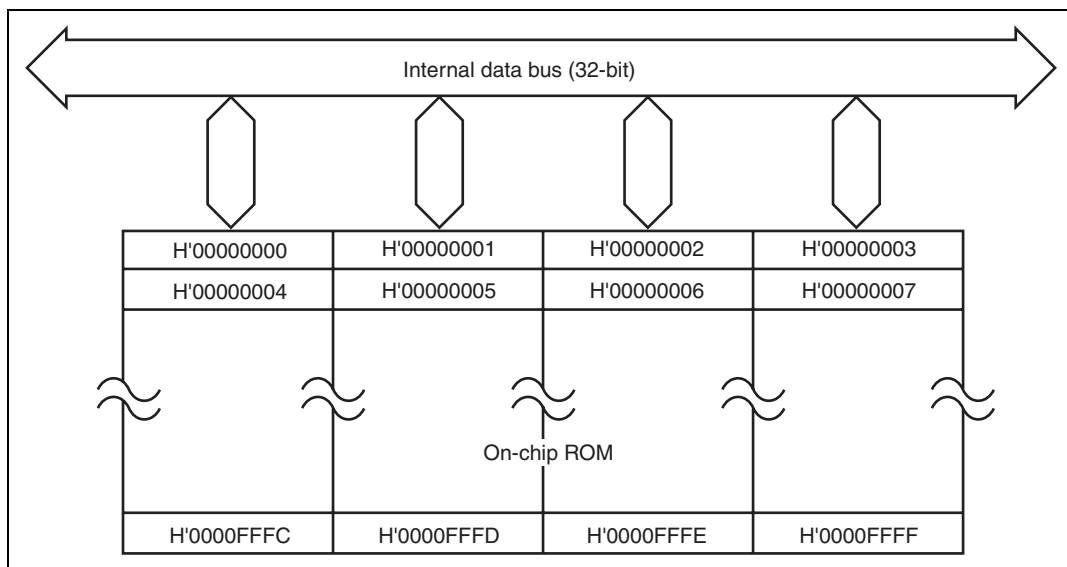 Internal data bus (32-bit)
H'00000000 H'00000001 H'00000002 H'00000003
H'00000004 H'00000005 H'00000006 H'00000007
On-chip ROM
H'0000FFFC H'0000FFFD H'0000FFFE H'0000FFFF